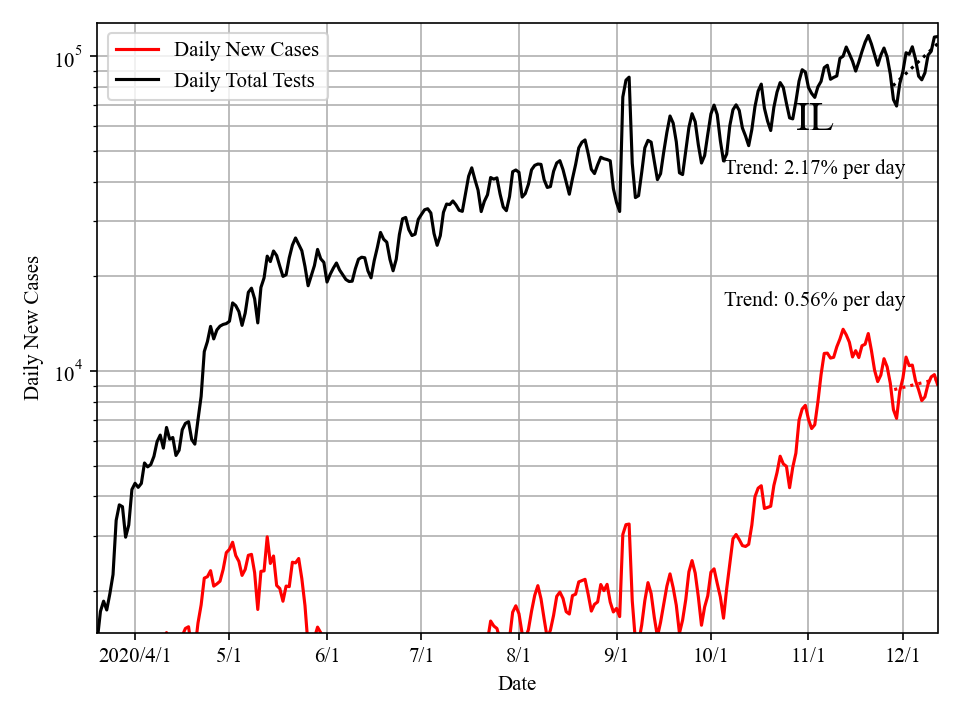 Daily New Cases
Daily Total Tests
10^5
10^4
IL
Trend: 2.17% per day
Trend: 0.56% per day
Daily New Cases
2020/4/1 5/1 6/1 7/1 8/1 9/1 10/1 11/1 12/1
Date